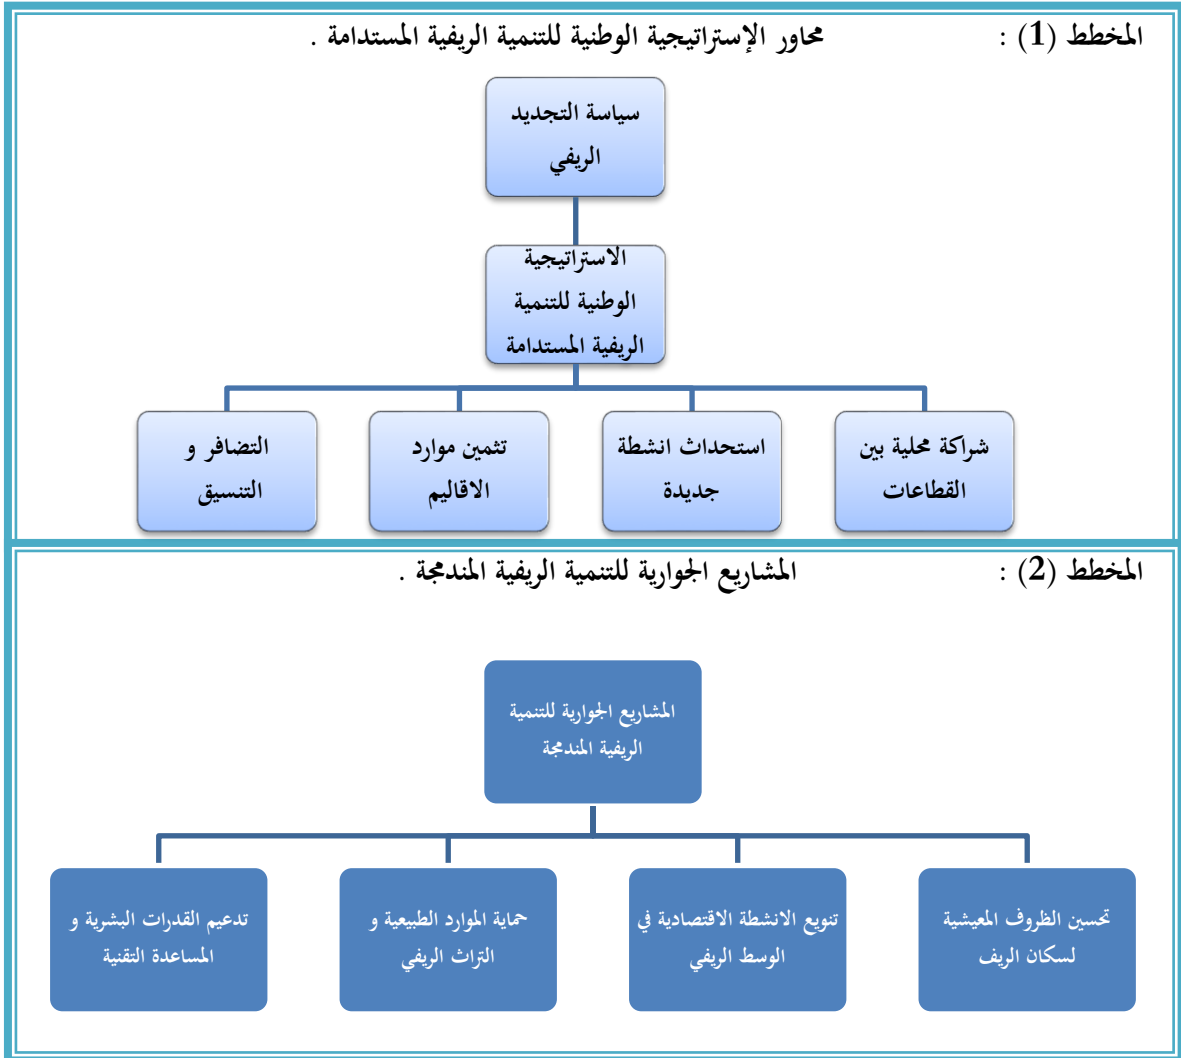 المخطط (1) : محاور الإستراتيجية الوطنية للتنمية الريفية المستدامة .
سياسة التجديد
الريفي
الاستراتيجية
الوطنية للتنمية
الريفية المستدامة
شراكة محلية بين
القطاعات
استحداث انشطة
جديدة
تثمين موارد
الاقاليم
التضافر و
التنسيق
المخطط (2) : المشاريع الجوارية للتنمية الريفية المندمجة .
المشاريع الجوارية للتنمية
الريفية المندمجة
تحسين الظروف المعيشية
لسكان الريف
تنويع الانشطة الاقتصادية في
الوسط الريفي
حماية الموارد الطبيعية و
التراث الريفي
تدعيم القدرات البشرية و
المساعدة التقنية